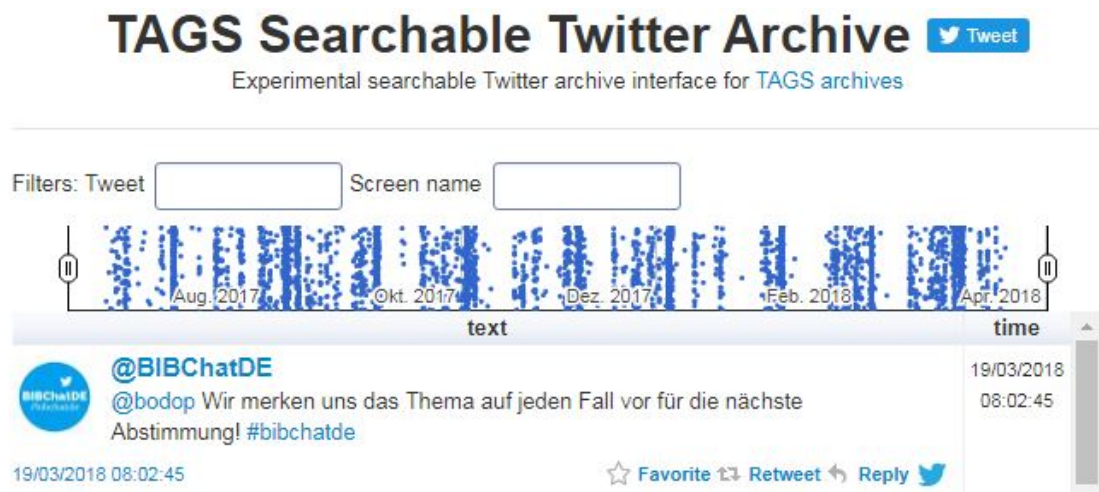 TAGS Searchable Twitter Archive Tweet
Experimental searchable Twitter archive interface for TAGS archives
Filters: Tweet Screen name
Aug. 2017 Okt. 2017 Dez. 2017 Feb. 2018 Apr. 2018
text time
@BIBChatDE 19/03/2018
@bodop Wir merken uns das Thema auf jeden Fall vor für die nächste 08:02:45
Abstimmung! #bibchatde
BIBChatDE
19/03/2018 08:02:45 Favorite Retweet Reply